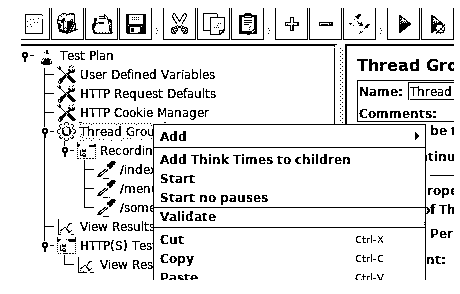 Test Plan
User Defined Variables
HTTP Request Defaults
HTTP Cookie Manager
Thread Grou
Recordin
/index
/menu
/some
View Results
HTTP(S) Test
View Res
Add
Add Think Times to children
Start
Start no pauses
Validate
Cut Ctrl-X
Copy Ctrl-C
Paste Ctrl-V
Thread Gro
Name: Thread
Comments:
be t
tinu
rope
of Th
Per
nt: